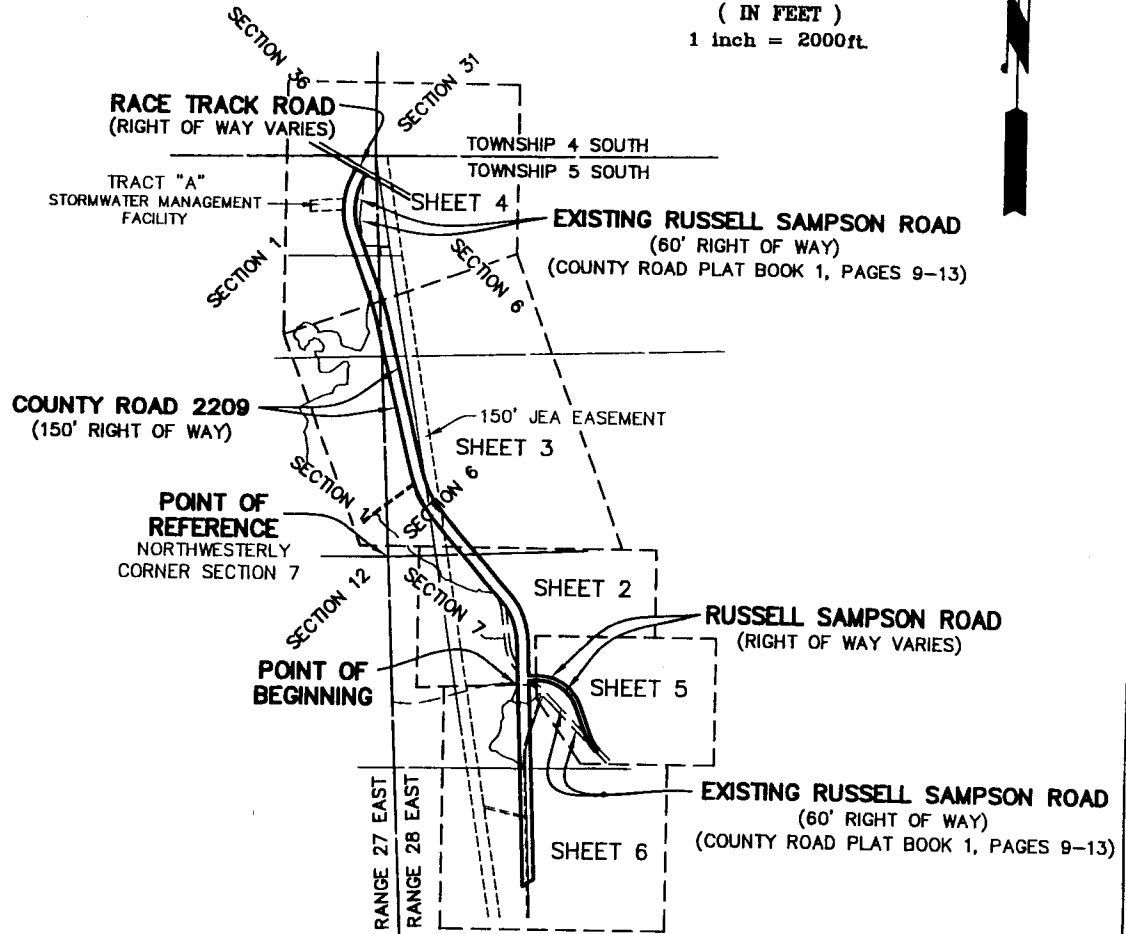 ( IN FEET )
1 inch = 2000ft.
N
SECTION 36
SECTION 31
RACE TRACK ROAD
(RIGHT OF WAY VARIES)
TOWNSHIP 4 SOUTH
TOWNSHIP 5 SOUTH
TRACT "A"
STORMWATER MANAGEMENT
FACILITY
SHEET 4
EXISTING RUSSELL SAMPSON ROAD
(60' RIGHT OF WAY)
(COUNTY ROAD PLAT BOOK 1, PAGES 9-13)
SECTION 1
SECTION 6
COUNTY ROAD 2209
(150' RIGHT OF WAY)
150' JEA EASEMENT
SHEET 3
SECTION 1
SECTION 6
POINT OF
REFERENCE
NORTHWESTERLY
CORNER SECTION 7
SECTION 12
SECTION 7
SHEET 2
RUSSELL SAMPSON ROAD
(RIGHT OF WAY VARIES)
POINT OF
BEGINNING
SHEET 5
EXISTING RUSSELL SAMPSON ROAD
(60' RIGHT OF WAY)
(COUNTY ROAD PLAT BOOK 1, PAGES 9-13)
RANGE 27 EAST
RANGE 28 EAST
SHEET 6